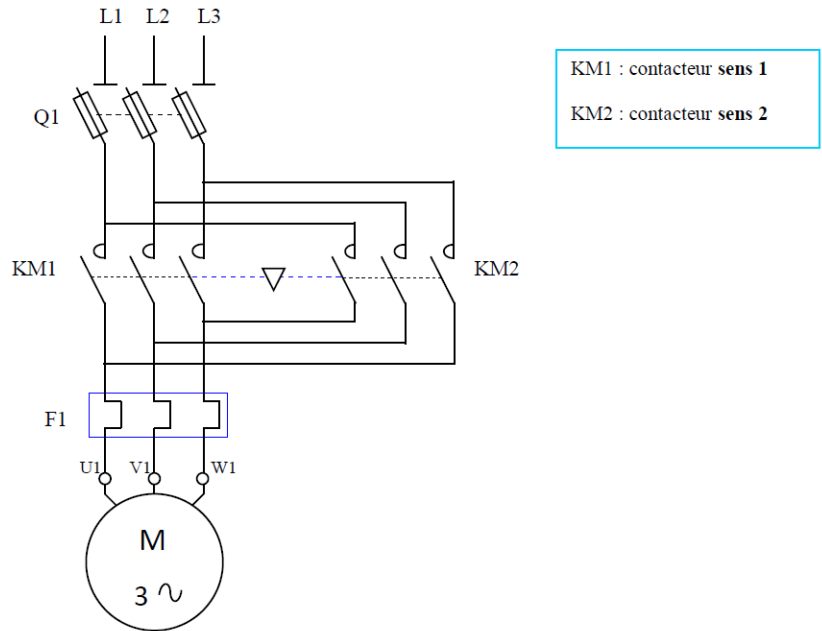 L1 L2 L3
KM1 : contacteur sens 1
KM2 : contacteur sens 2
Q1
KM1
KM2
F1
U1 V1 W1
M
3